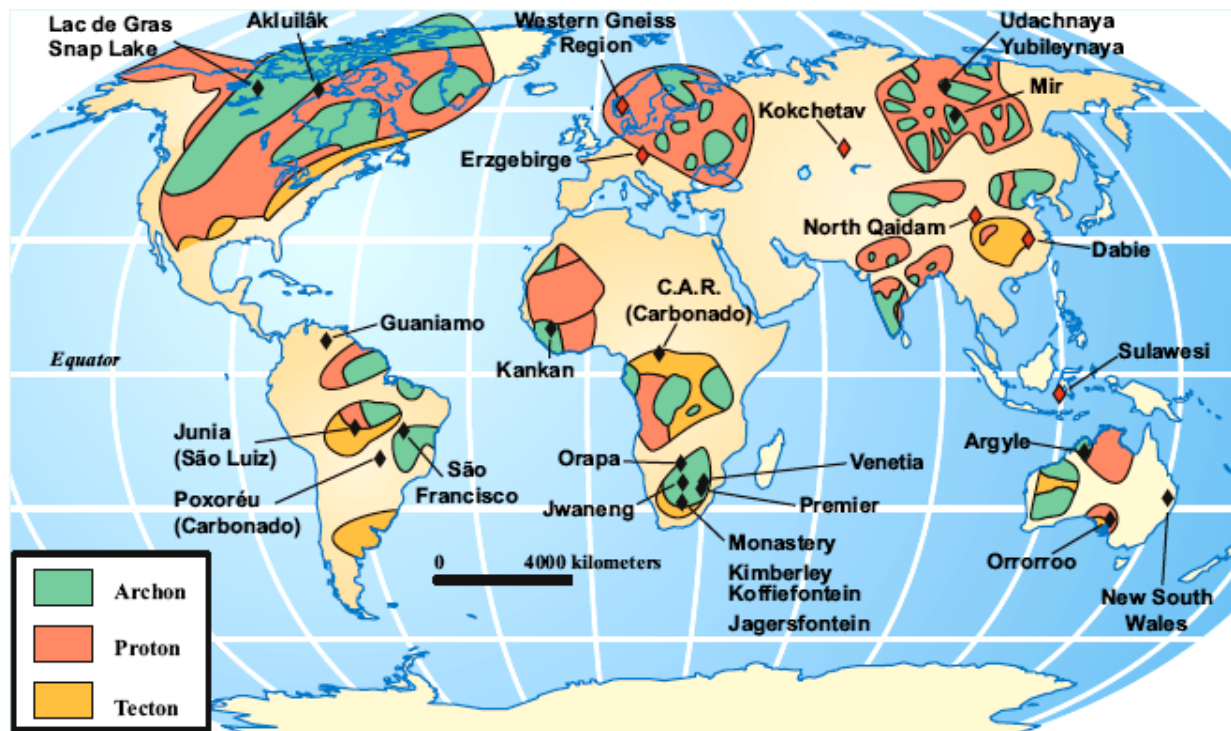 Lac de Gras
Snap Lake
Akluilâk
Western Gneiss
Region
Udachnaya
Yubileynaya
Mir
Kokchetav
Erzgebirge
North Qaidam
Dabie
C.A.R.
(Carbonado)
Guaniamo
Equator
Kankan
Sulawesi
Junia
(São Luiz)
São
Francisco
Poxoréu
(Carbonado)
Orapa
Venetia
Jwaneng
Premier
Argyle
Monastery
Kimberley
Koffiefontein
Jagersfontein
Orrorroo
New South
Wales
0 4000 kilometers
Archon
Proton
Tecton